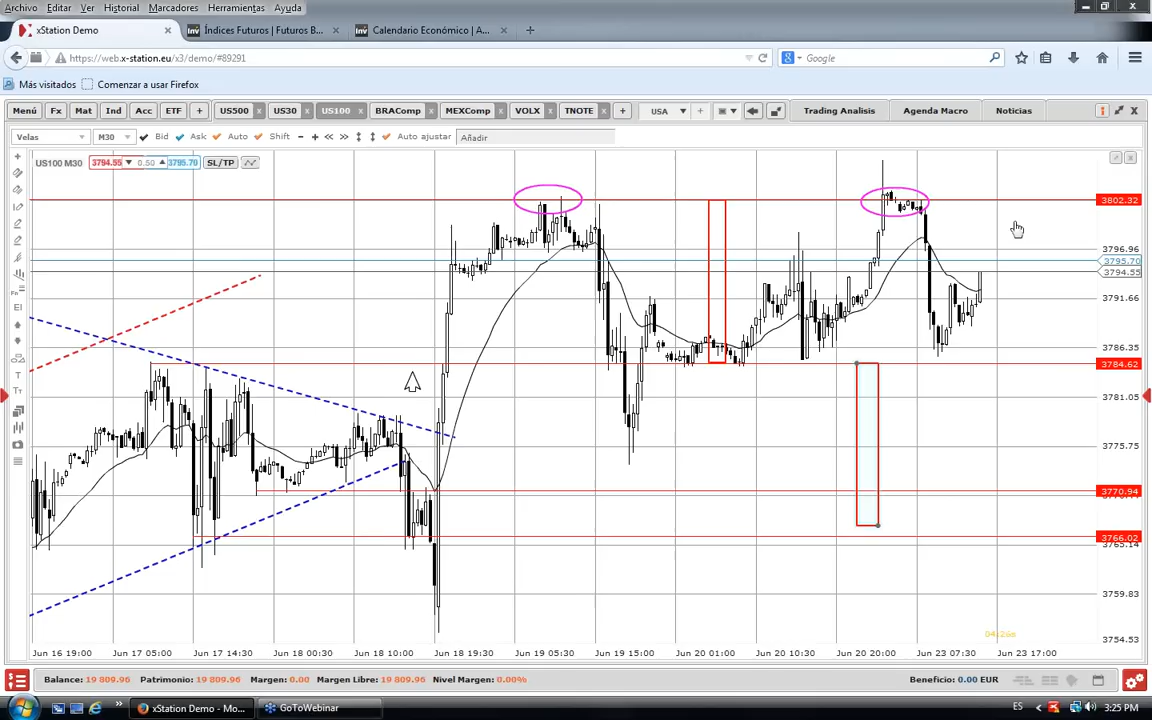 Archivo Editar Ver Historial Marcadores Herramientas Ayuda
xStation Demo × Índices Futuros | Futuros B... × Calendario Económico | A... × +
https://web.x-station.eu/x3/demo/#89291 Google
Más visitados Comenzar a usar Firefox
Menú Fx Mat Ind Acc ETF + US500 × US30 × US100 × BRAComp × MEXComp × VOLX × TNOTE × + USA Trading Analisis Agenda Macro Noticias
Velas M30 Bid Ask Auto Shift Auto ajustar Añadir
US100 M30 3794.55 0.50 3795.70 SL/TP
3802.32
3796.96
3795.70
3794.55
3791.66
3786.35
3784.62
3781.05
3775.75
3770.94
3766.02
3765.14
3759.83
3754.53
Jun 16 19:00 Jun 17 05:00 Jun 17 14:30 Jun 18 00:30 Jun 18 10:00 Jun 18 19:30 Jun 19 05:30 Jun 19 15:00 Jun 20 01:00 Jun 20 10:30 Jun 20 20:00 Jun 23 07:30 Jun 23 17:00
Balance: 19 809.96 Patrimonio: 19 809.96 Margen: 0.00 Margen Libre: 19 809.96 Nivel Margen: 0.00% Beneficio: 0.00 EUR
xStation Demo - Mo... GoToWebinar ES 3:25 PM